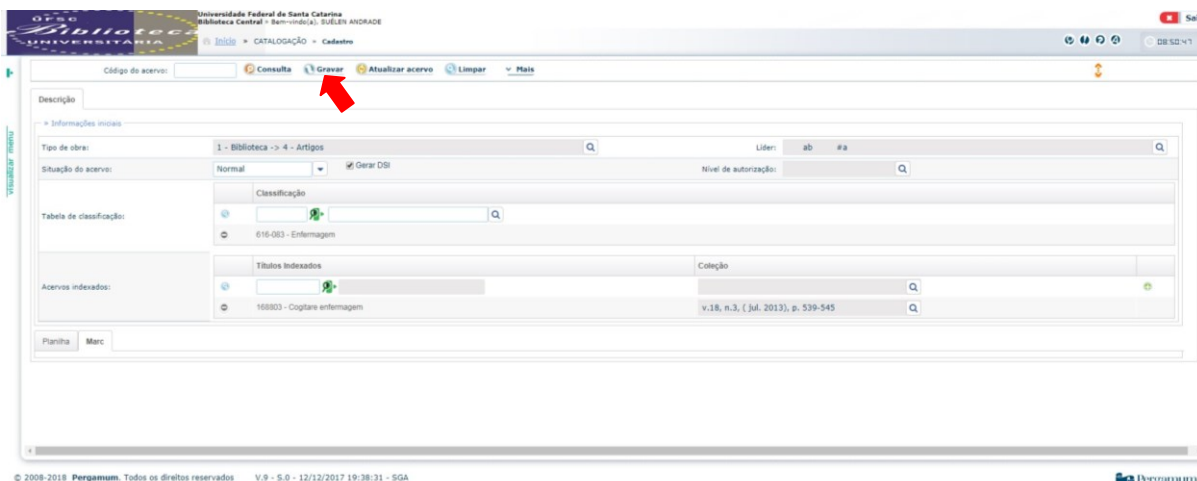 UFSC
Biblioteca
UNIVERSITÁRIA
Universidade Federal de Santa Catarina
Biblioteca Central - Bem-vindo(a). SUÉLEN ANDRADE
Início CATALOGAÇÃO Cadastro
Sai
08:50:47
Código do acervo: Consulta Gravar Atualizar acervo Limpar Mais
visualizar menu
Descrição
Informações iniciais
Tipo de obra: 1 - Biblioteca -> 4 - Artigos Líder: ab #a
Situação do acervo: Normal Gerar DSI Nível de autorização:
Classificação
Tabela de classificação:
616-083 - Enfermagem
Títulos Indexados Coleção
Acervos indexados:
168803 - Cogitare enfermagem v.18, n.3, ( jul. 2013), p. 539-545
Planilha Marc
© 2008-2018 Pergamum. Todos os direitos reservados V.9 - S.0 - 12/12/2017 19:38:31 - SGA
Pergamum